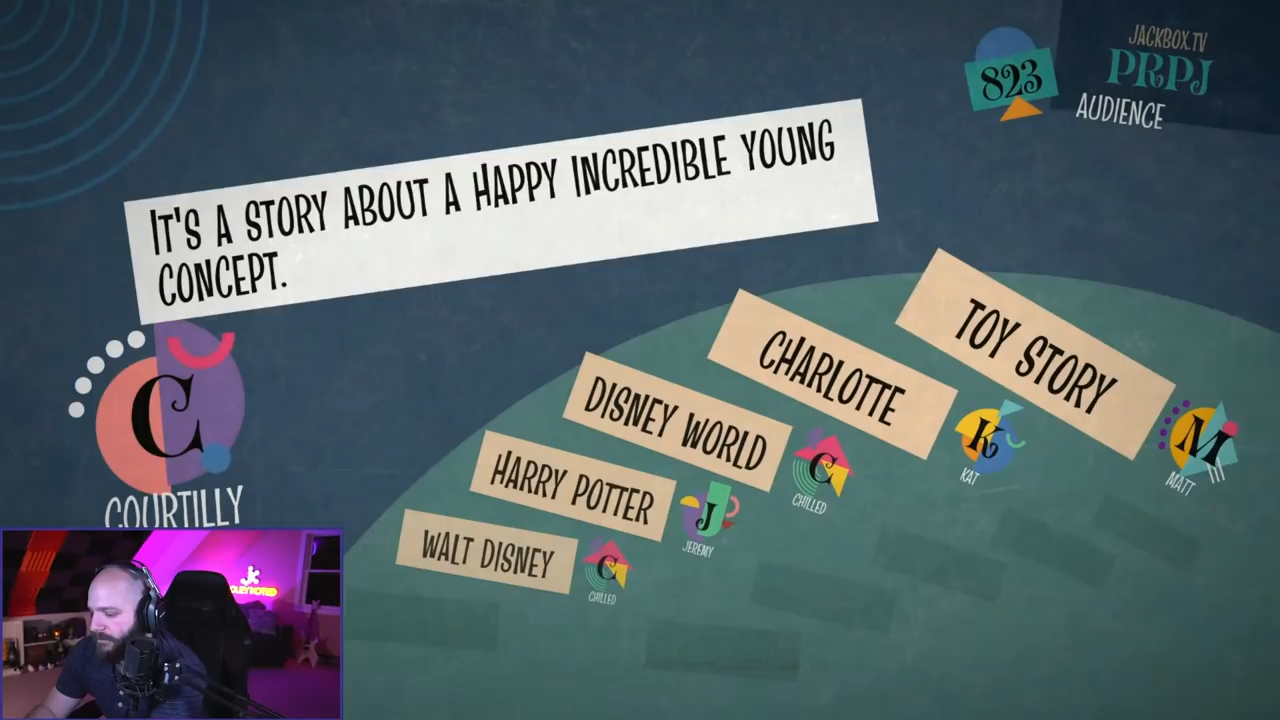 JACKBOX.TV
PRPJ
AUDIENCE
823
IT'S A STORY ABOUT A HAPPY INCREDIBLE YOUNG
CONCEPT.
C
COURTILLY
TOY STORY
M
MATT
CHARLOTTE
K
KAT
DISNEY WORLD
C
CHILLED
HARRY POTTER
J
JEREMY
WALT DISNEY
C
CHILLED